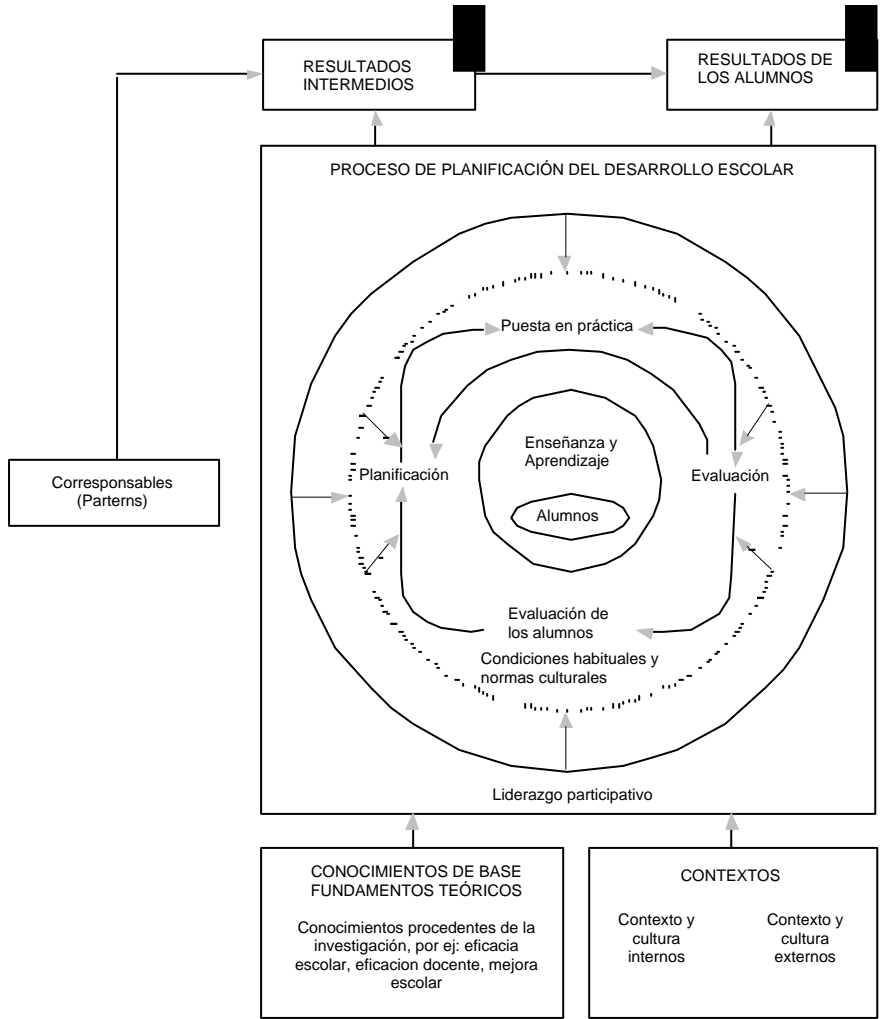 RESULTADOS
INTERMEDIOS
RESULTADOS DE
LOS ALUMNOS
PROCESO DE PLANIFICACIÓN DEL DESARROLLO ESCOLAR
Puesta en práctica
Enseñanza y
Aprendizaje
Planificación
Evaluación
Corresponsables
(Parterns)
Alumnos
Evaluación de
los alumnos
Condiciones habituales y
normas culturales
Liderazgo participativo
CONOCIMIENTOS DE BASE
FUNDAMENTOS TEÓRICOS
Conocimientos procedentes de la
investigación, por ej: eficacia
escolar, eficacion docente, mejora
escolar
CONTEXTOS
Contexto y
cultura
internos
Contexto y
cultura
externos